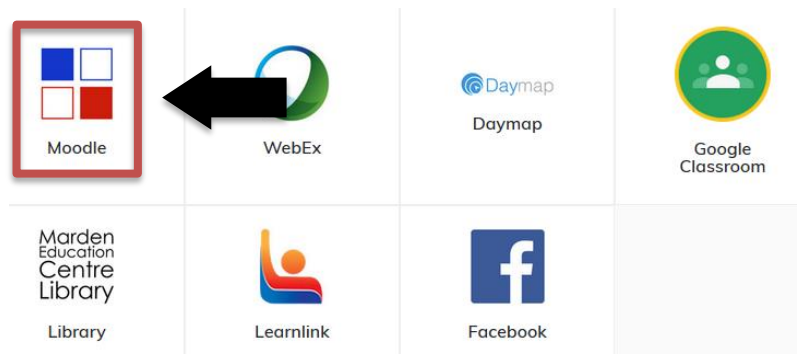 Moodle
WebEx
Daymap
Daymap
Google
Classroom
Marden
Education
Centre
Library
Library
Learnlink
f
Facebook